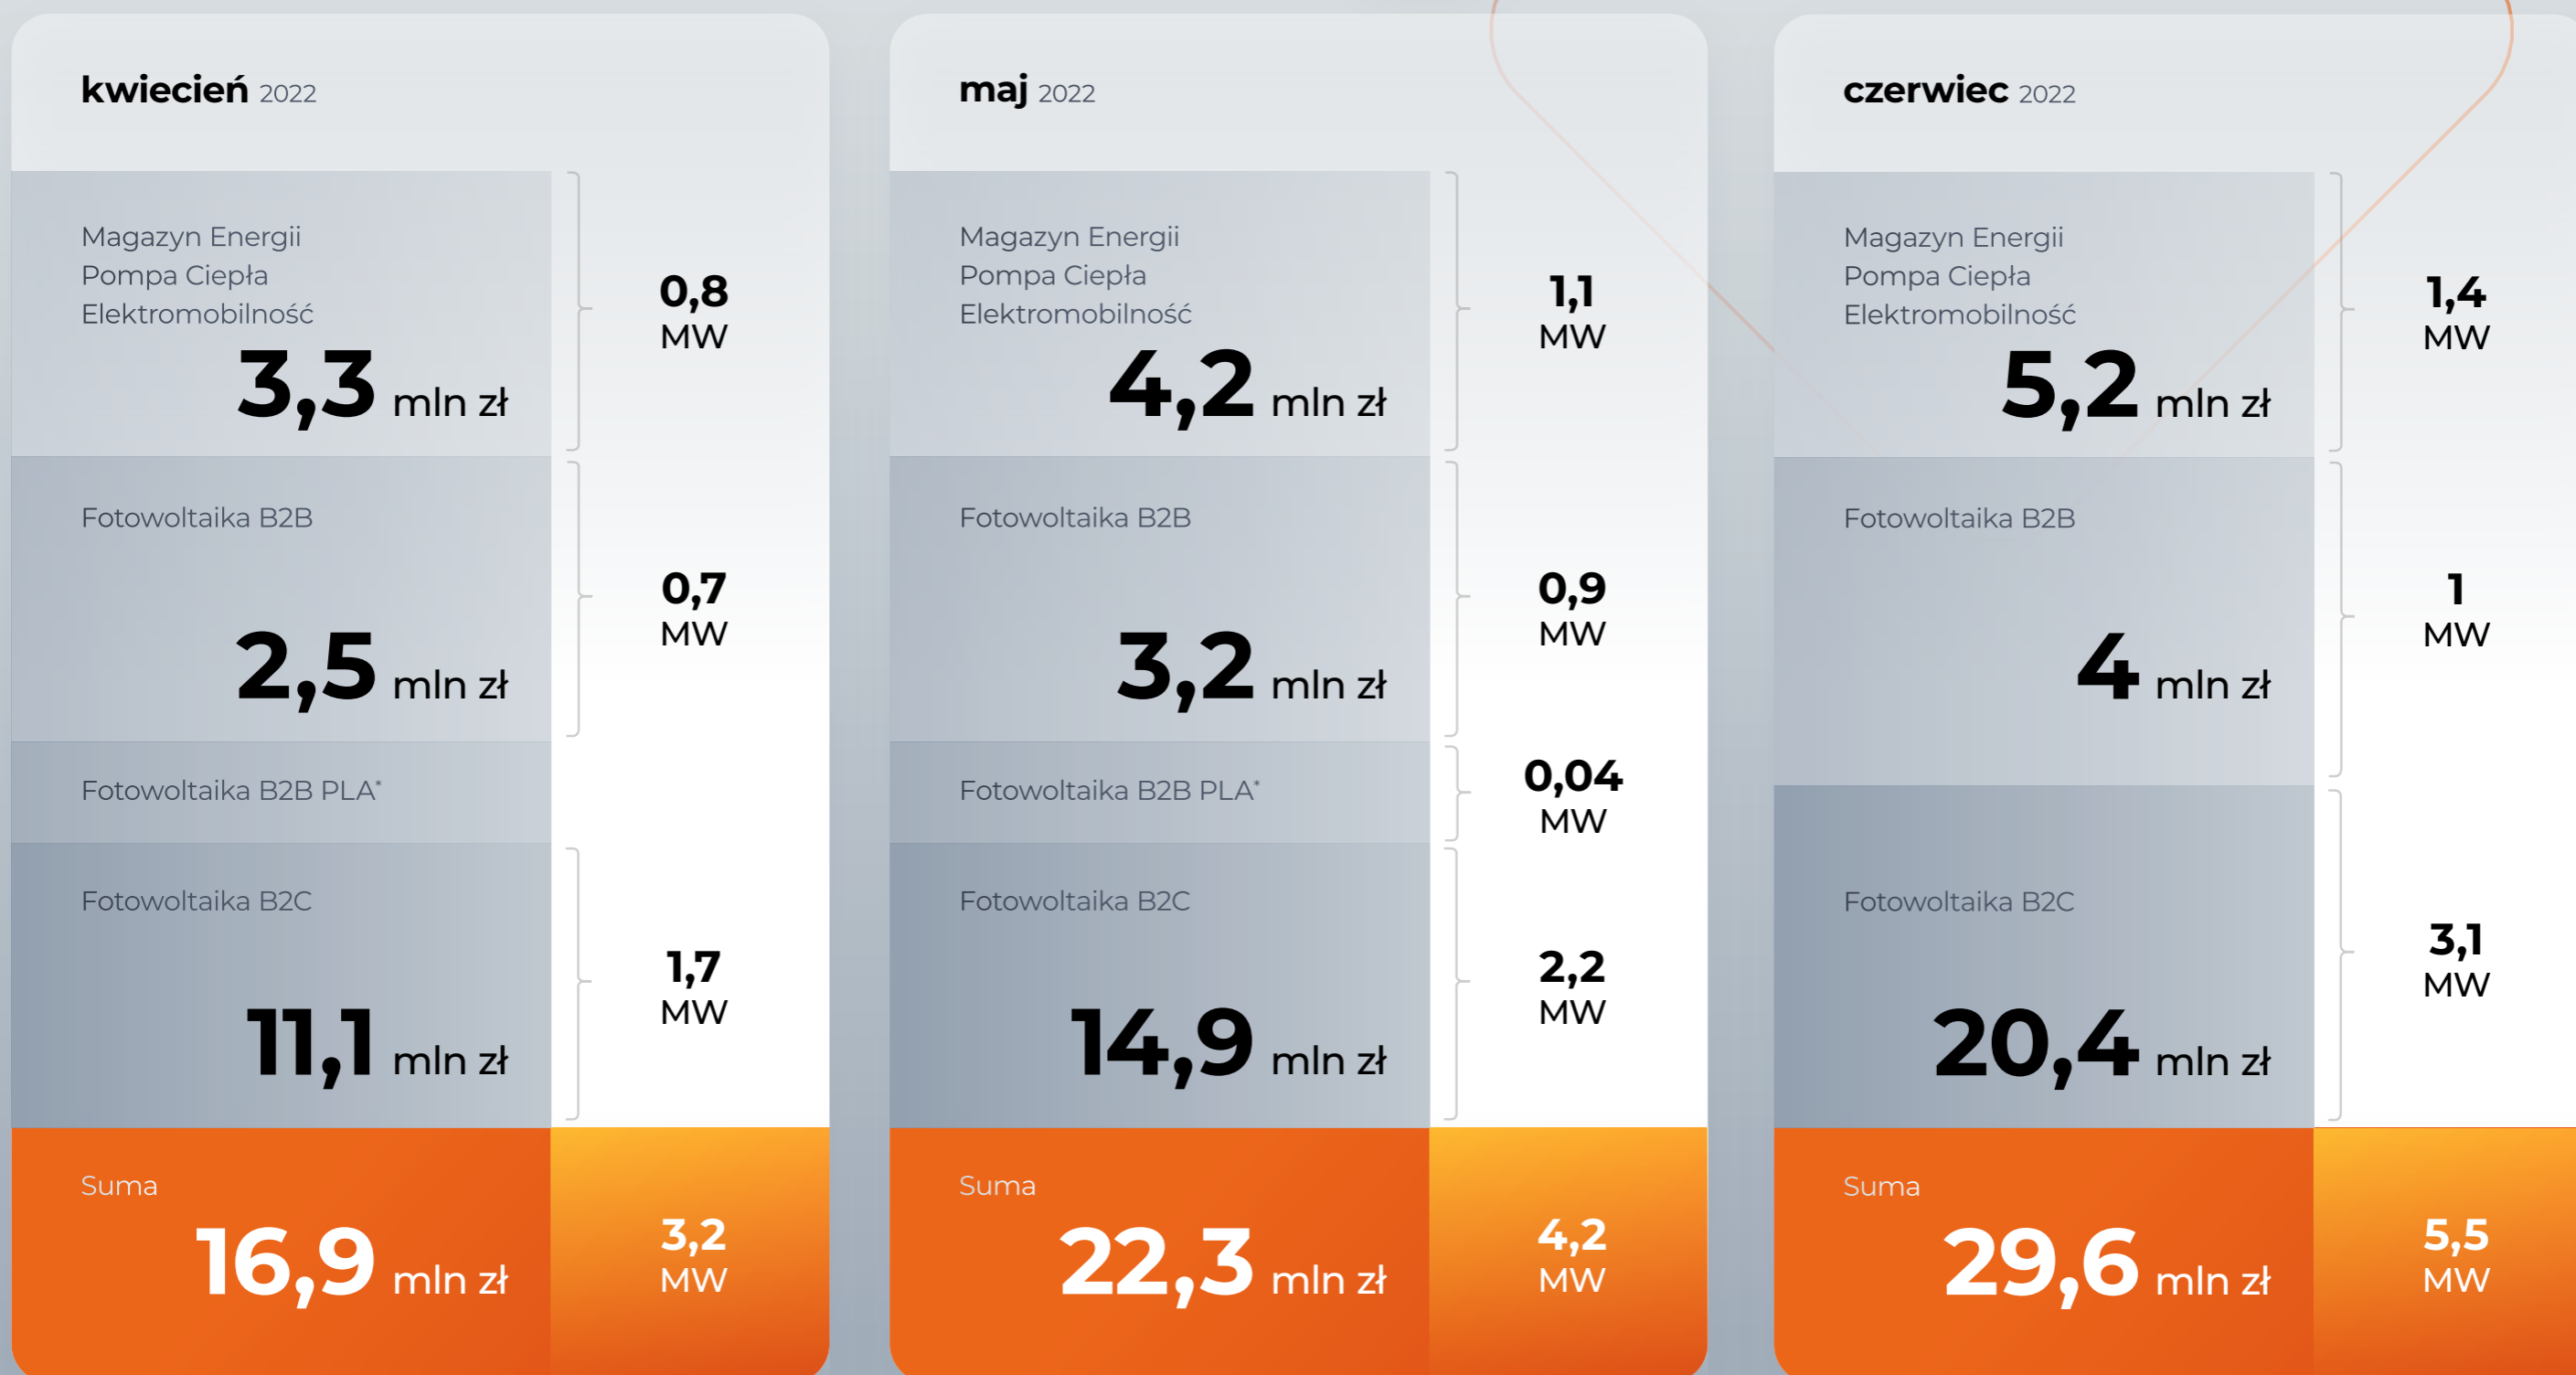 kwiecień 2022
Magazyn Energii
Pompa Ciepła
Elektromobilność
3,3 mln zł
0,8
MW
Fotowoltaika B2B
2,5 mln zł
0,7
MW
Fotowoltaika B2B PLA*
Fotowoltaika B2C
11,1 mln zł
1,7
MW
Suma
16,9 mln zł
3,2
MW
maj 2022
Magazyn Energii
Pompa Ciepła
Elektromobilność
4,2 mln zł
1,1
MW
Fotowoltaika B2B
3,2 mln zł
0,9
MW
Fotowoltaika B2B PLA*
0,04
MW
Fotowoltaika B2C
14,9 mln zł
2,2
MW
Suma
22,3 mln zł
4,2
MW
czerwiec 2022
Magazyn Energii
Pompa Ciepła
Elektromobilność
5,2 mln zł
1,4
MW
Fotowoltaika B2B
4 mln zł
1
MW
Fotowoltaika B2C
20,4 mln zł
3,1
MW
Suma
29,6 mln zł
5,5
MW